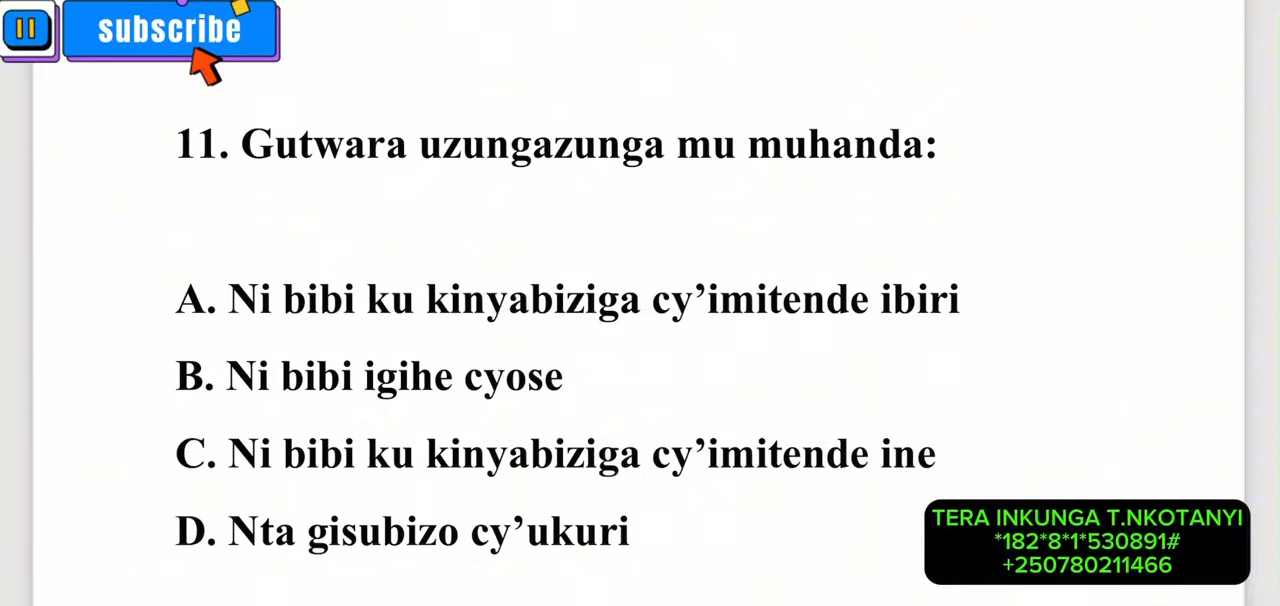 subscribe
11. Gutwara uzungazunga mu muhanda:
A. Ni bibi ku kinyabiziga cy’imitende ibiri
B. Ni bibi igihe cyose
C. Ni bibi ku kinyabiziga cy’imitende ine
D. Nta gisubizo cy’ukuri
TERA INKUNGA T.NKOTANYI
*182*8*1*530891#
+250780211466